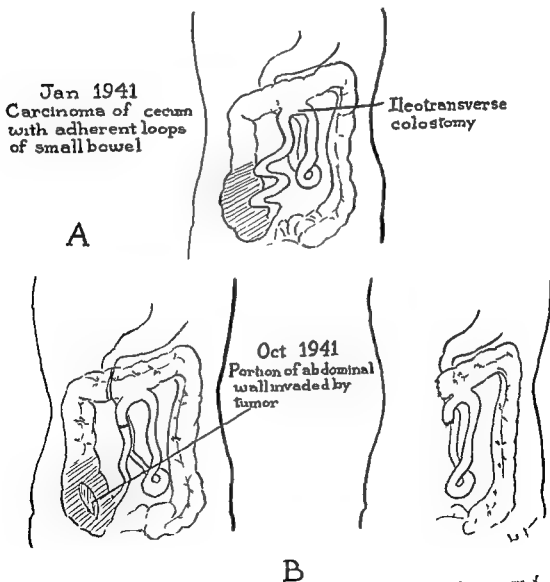 Jan 1941
Carcinoma of cecum
with adherent loops
of small bowel
Ileotransverse
colostomy
A
Oct 1941
Portion of abdominal
wall invaded by
tumor
B